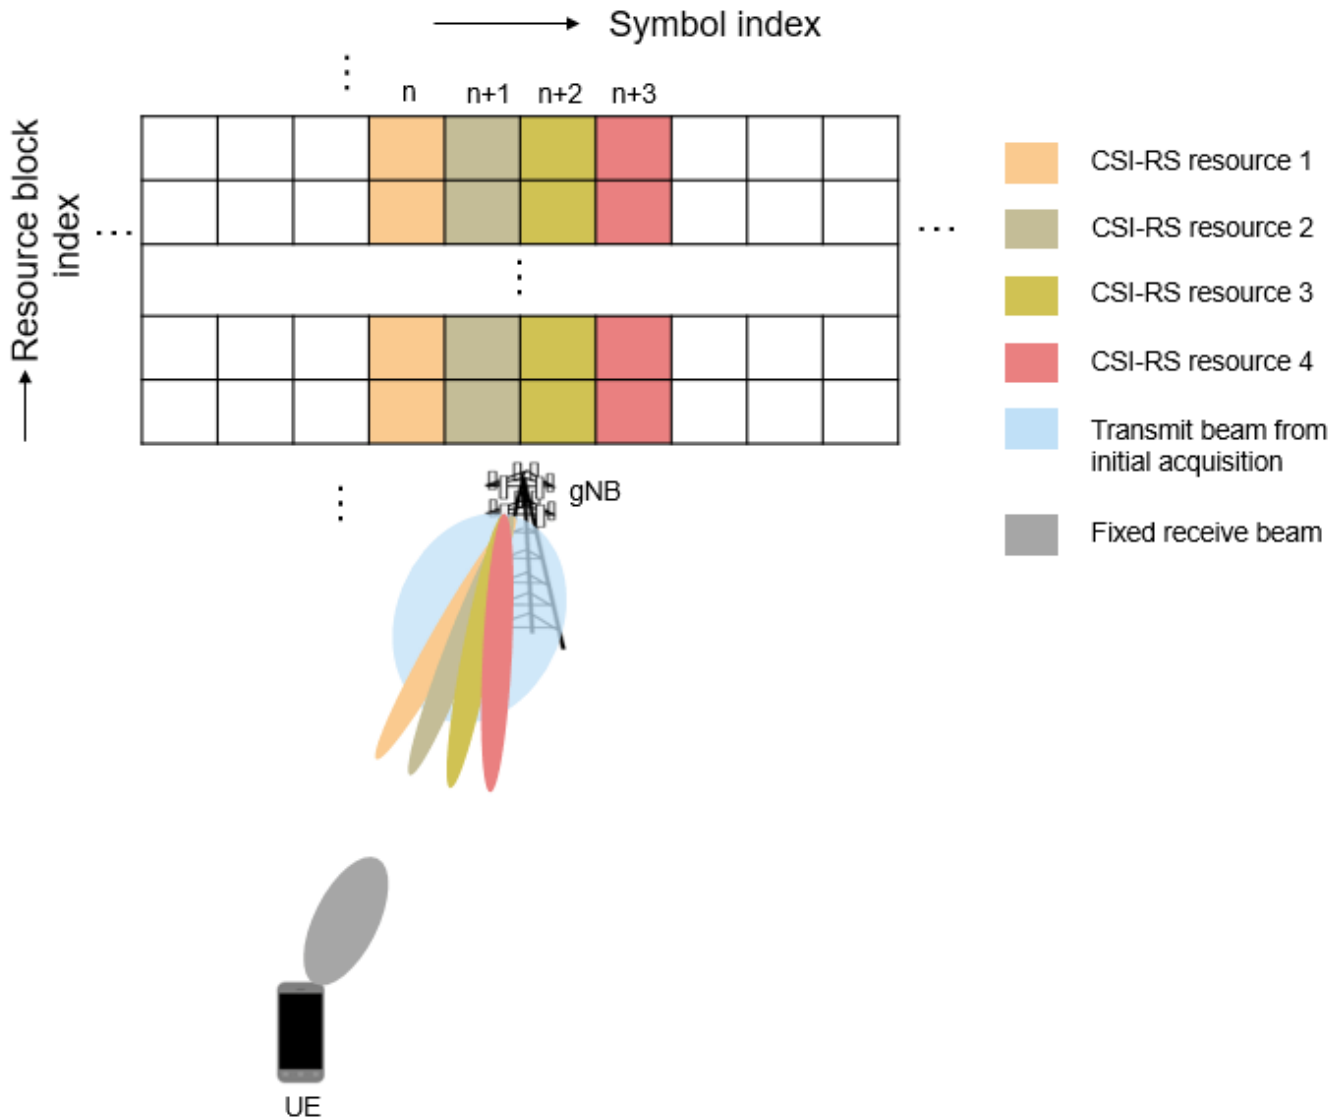 Symbol index
n
n+1
n+2
n+3
Resource block
index
CSI-RS resource 1
CSI-RS resource 2
CSI-RS resource 3
CSI-RS resource 4
Transmit beam from
initial acquisition
Fixed receive beam
gNB
UE